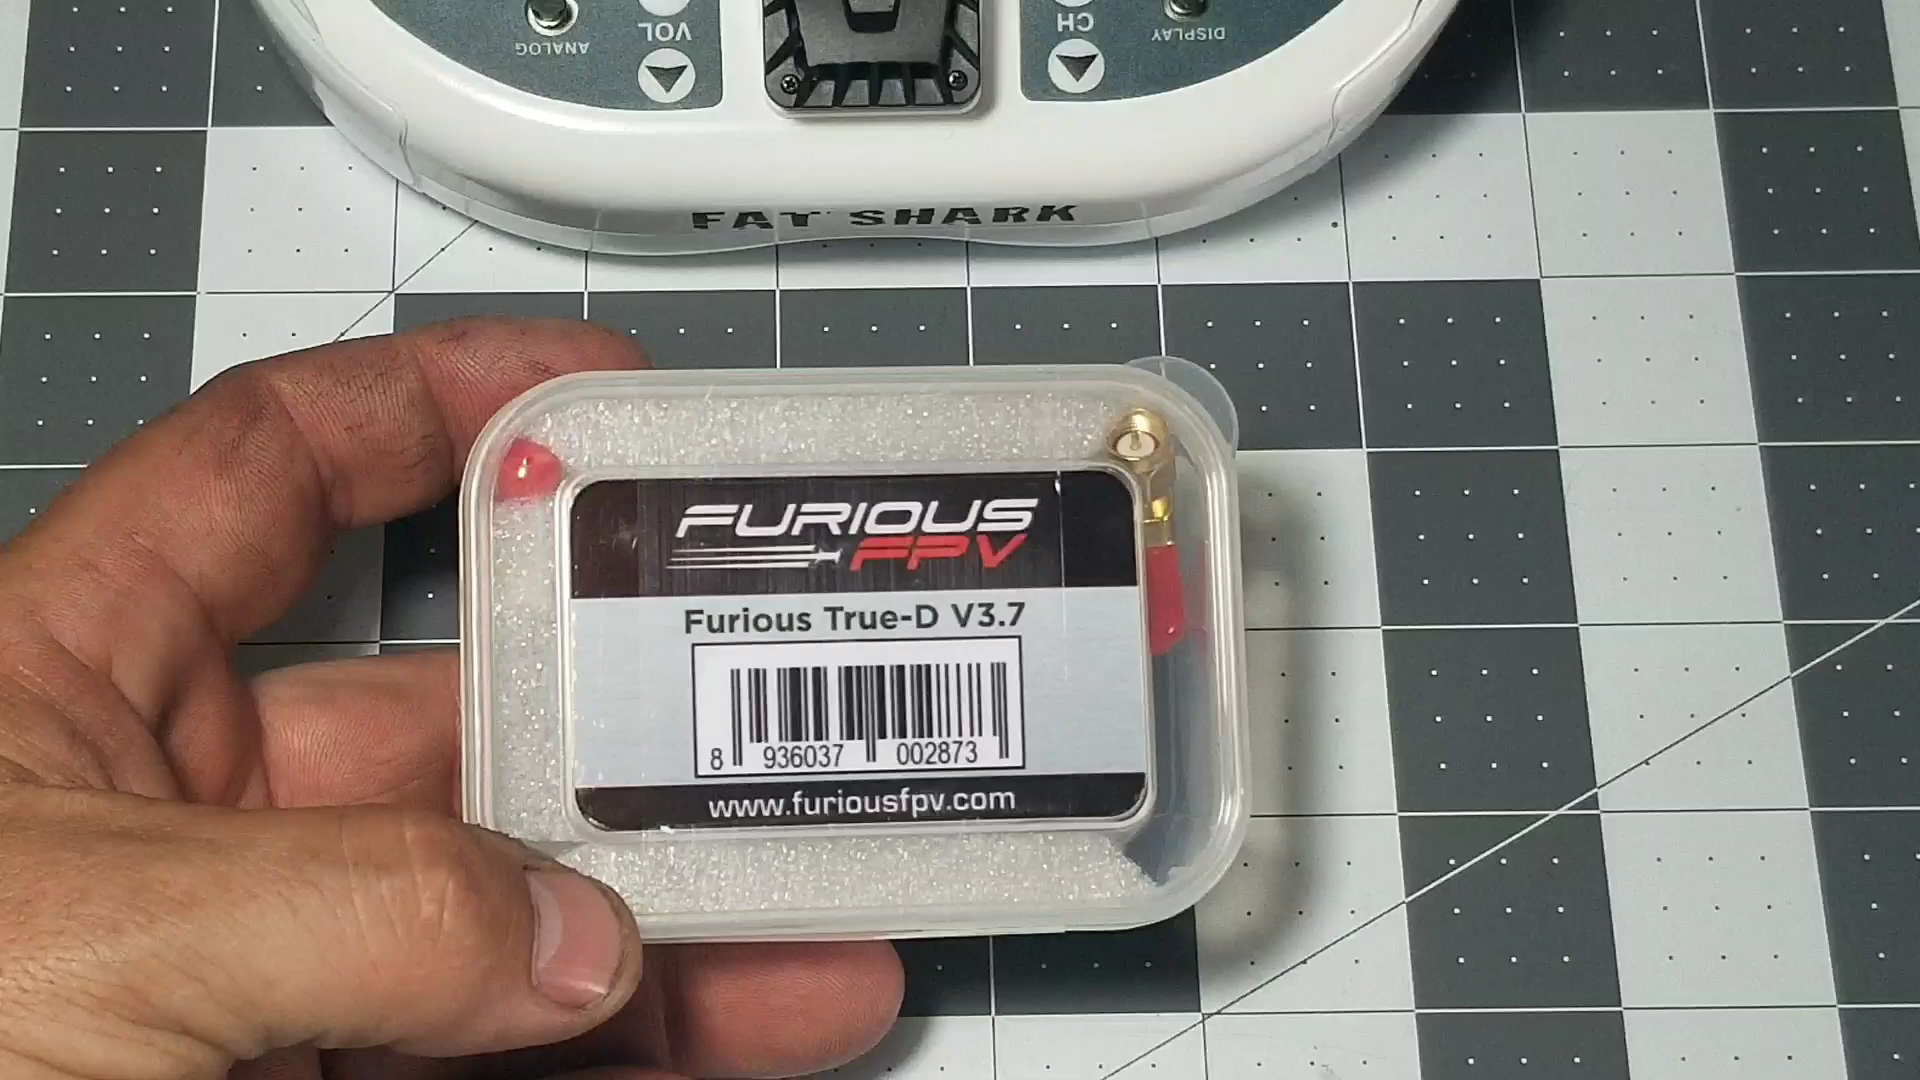 ANALOG
VOL
CH
DISPLAY
FAT SHARK
FURIOUS
FPV
Furious True-D V3.7
8 936037 002873
www.furiousfpv.com